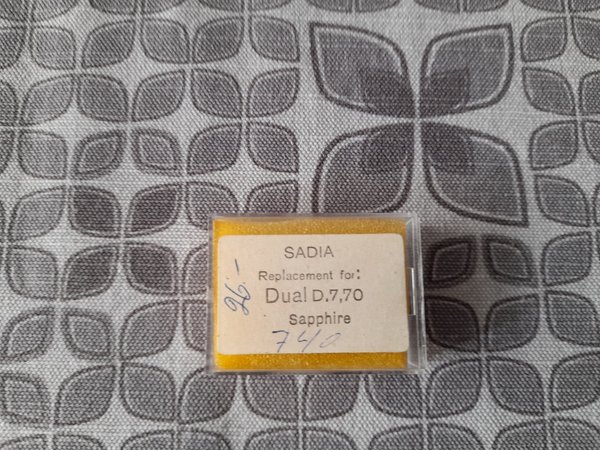 SADIA
Replacement for:
Dual D.7,70
Sapphire
740
26.-